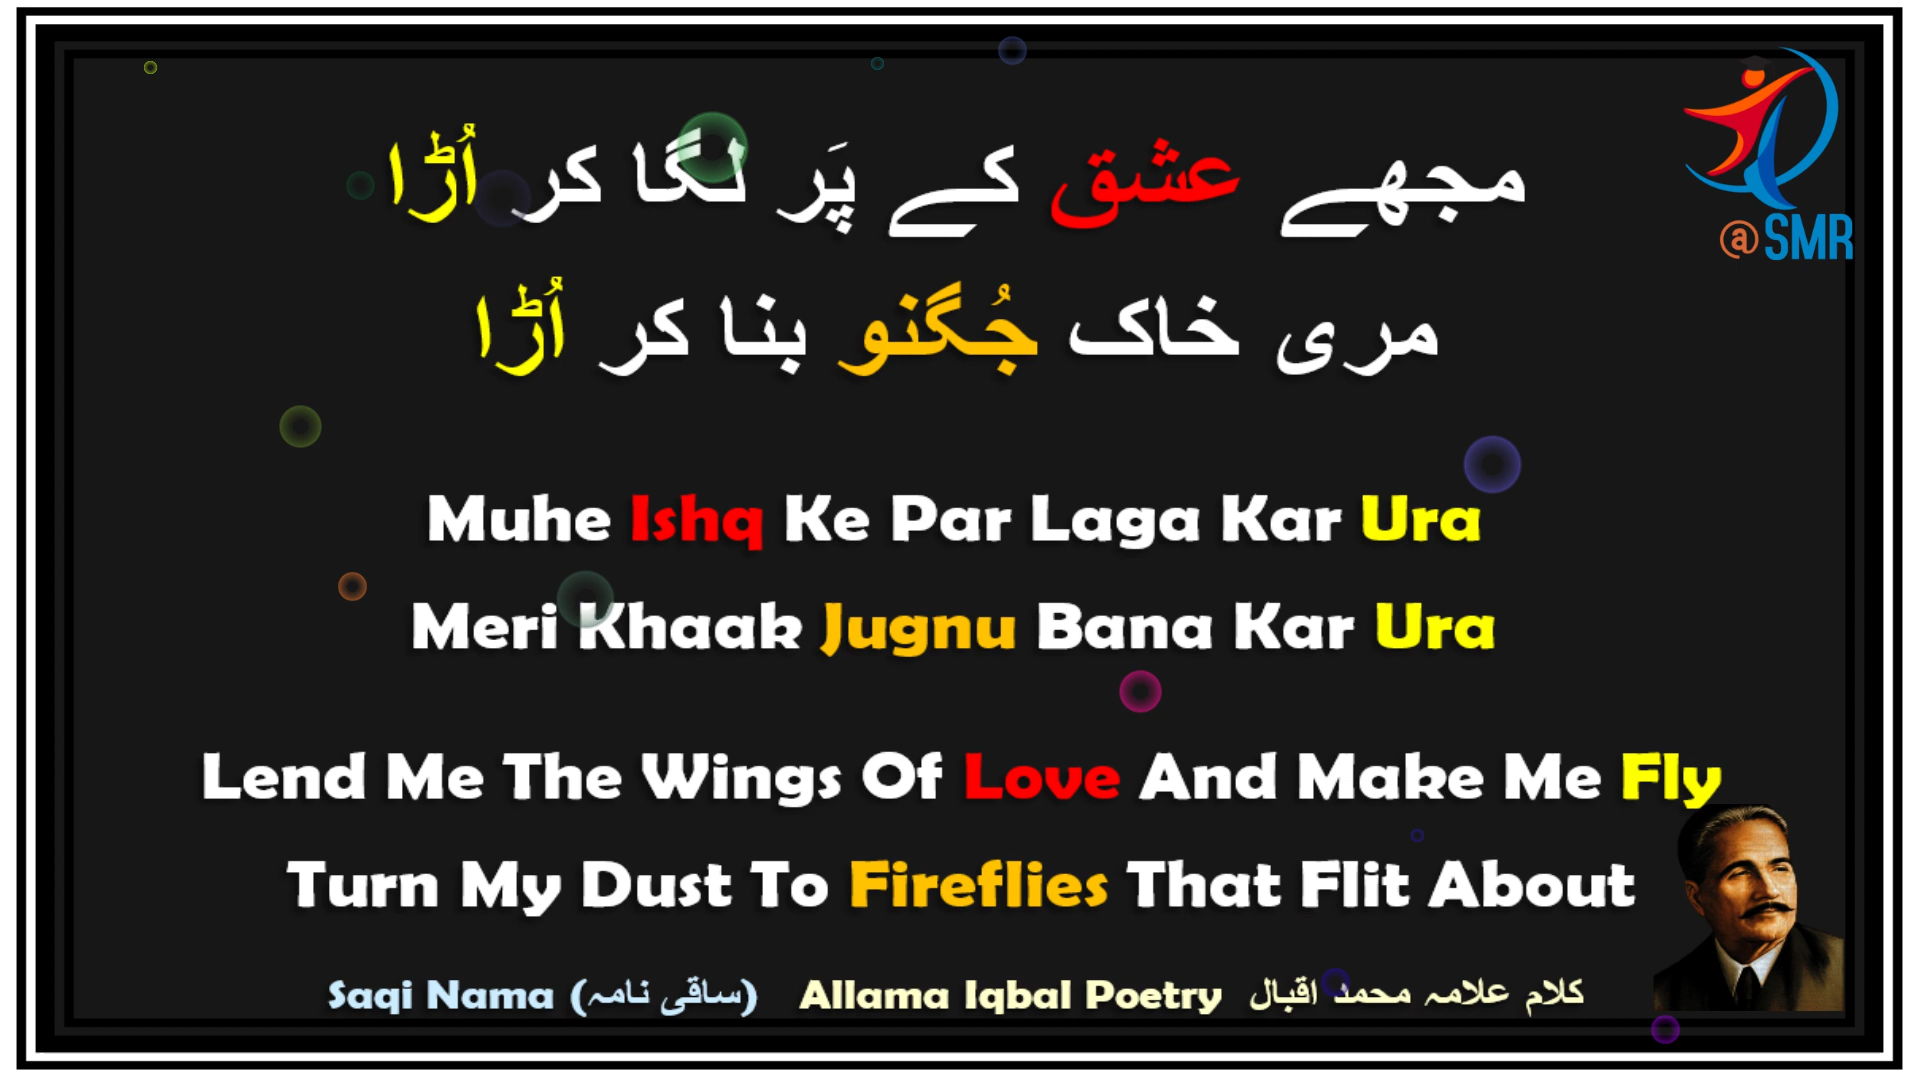 @SMR
مجھے عشق کے پَر لگا کر اُڑا
مری خاک جُگنو بنا کر اُڑا
Muhe Ishq Ke Par Laga Kar Ura
Meri Khaak Jugnu Bana Kar Ura
Lend Me The Wings Of Love And Make Me Fly
Turn My Dust To Fireflies That Flit About
Saqi Nama (ساقی نامہ) Allama Iqbal Poetry کلام علامہ محمد اقبال